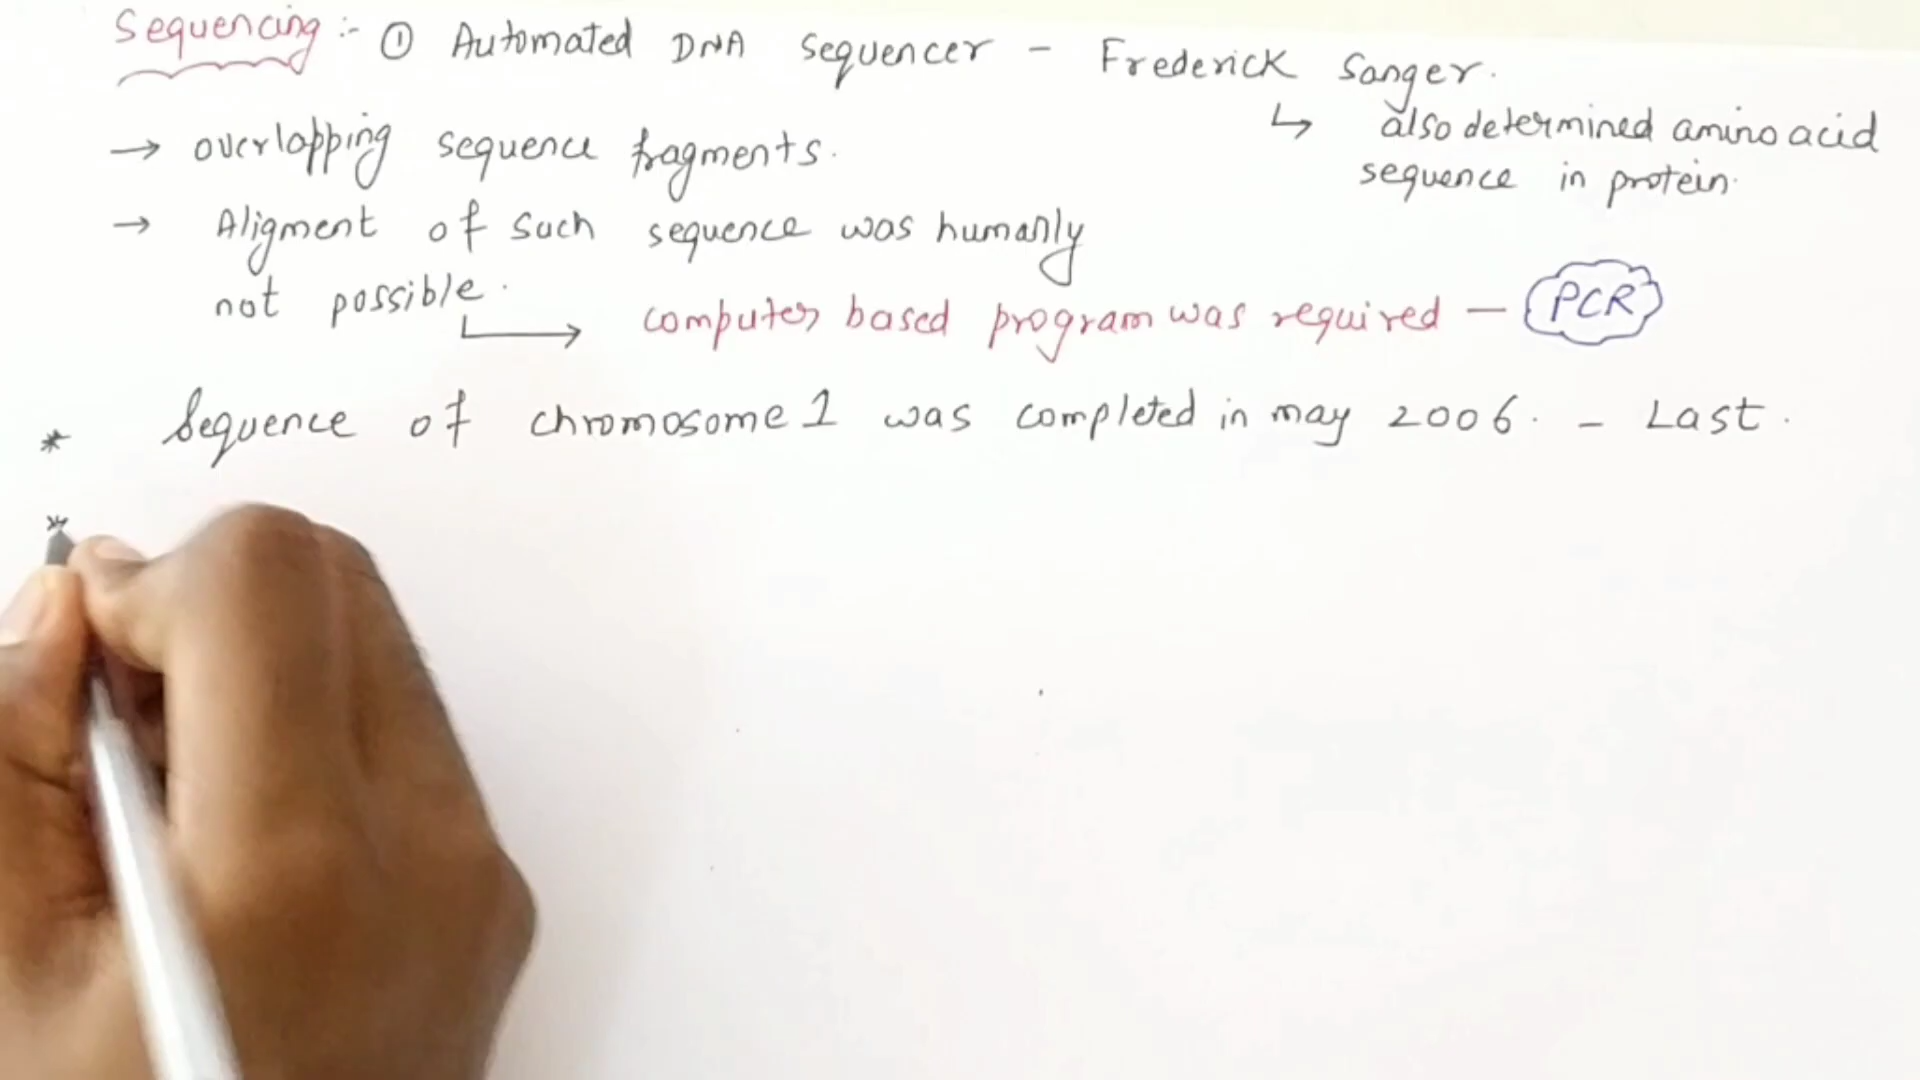 Sequencing :- ① Automated DNA sequencer - Frederick Sanger.
↳ also determined amino acid
sequence in protein.
→ overlapping sequence fragments.
→ Aligment of such sequence was humanly
not possible.
↳ computer based program was required - PCR
* Sequence of chromosome 1 was completed in may 2006. - Last.
*